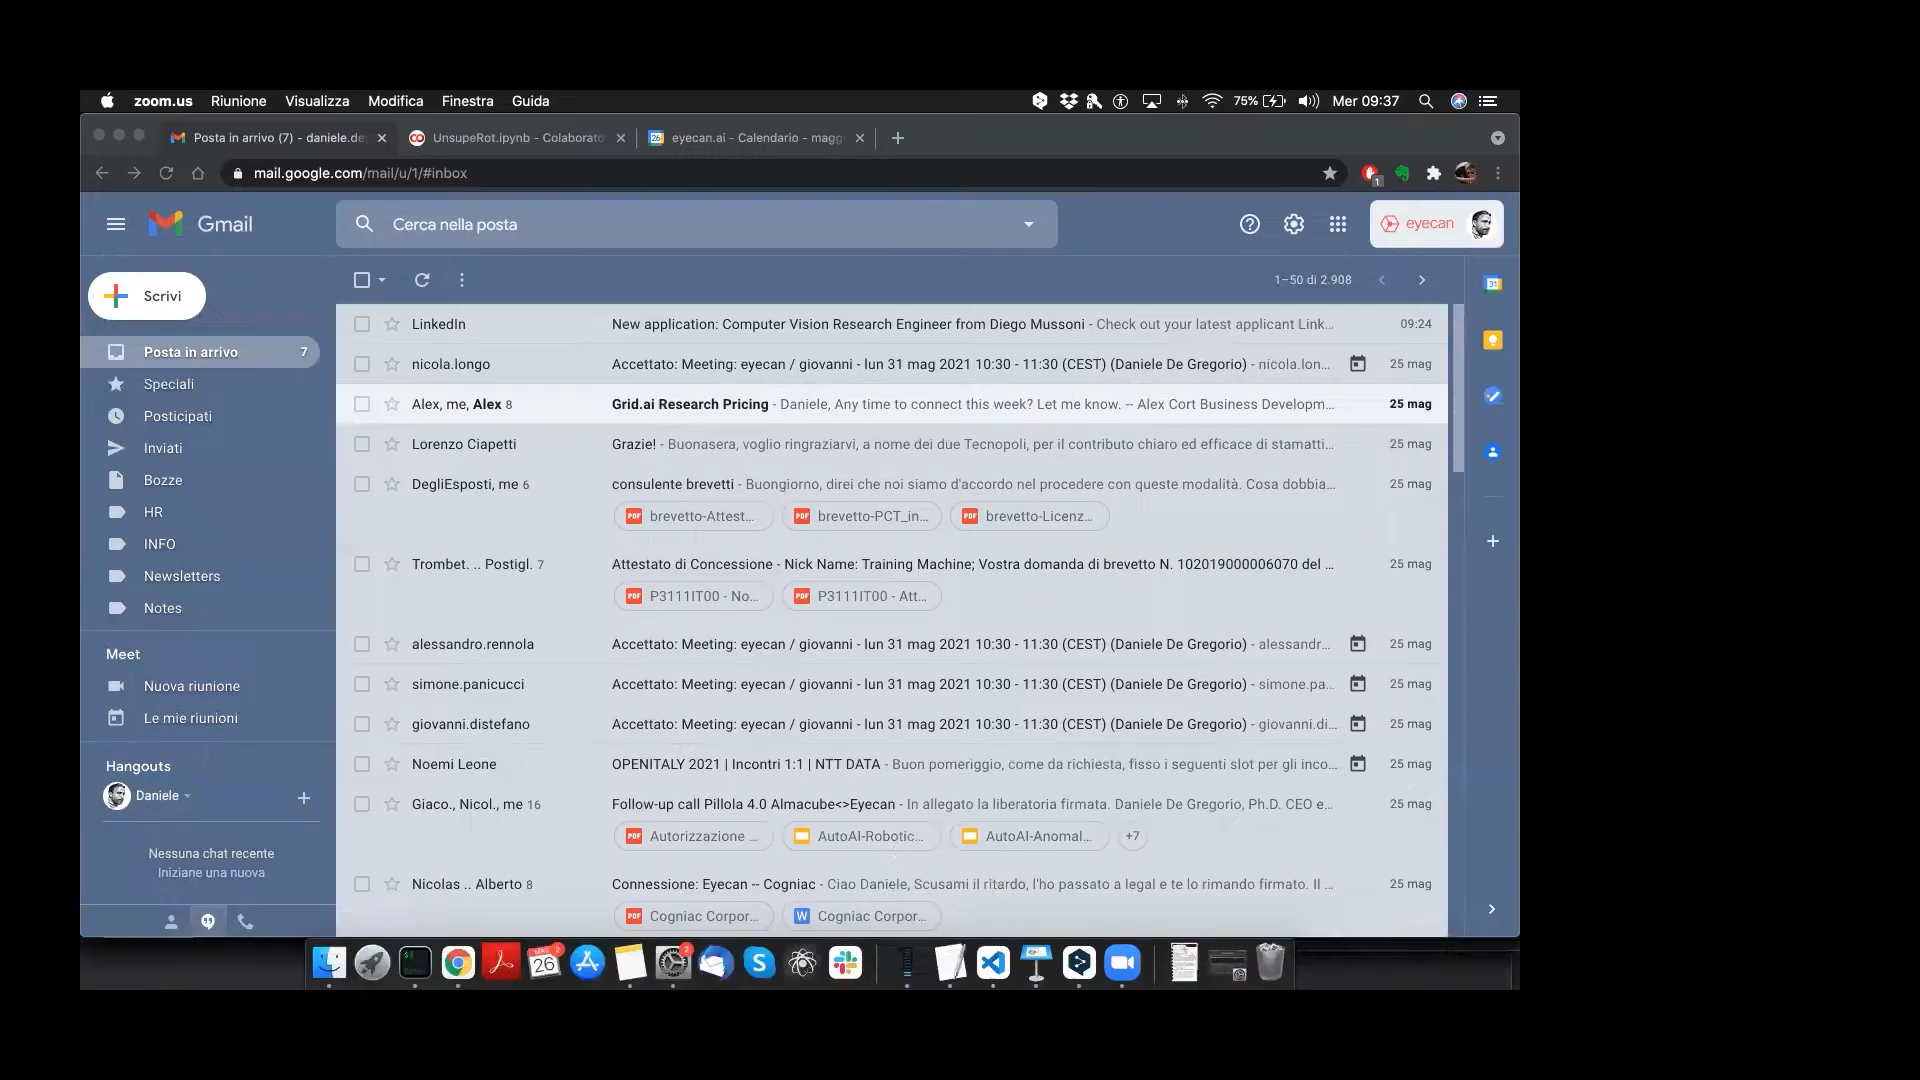 zoom.us Riunione Visualizza Modifica Finestra Guida 75% Mer 09:37
Posta in arrivo (7) - daniele.de UnsupeRot.ipynb - Colaborato eyecan.ai - Calendario - magg
mail.google.com/mail/u/1/#inbox
Gmail Cerca nella posta eyecan
Scrivi 1–50 di 2.908
Posta in arrivo 7
Speciali
Posticipati
Inviati
Bozze
HR
INFO
Newsletters
Notes
Meet
Nuova riunione
Le mie riunioni
Hangouts
Daniele
Nessuna chat recente
Iniziane una nuova
LinkedIn New application: Computer Vision Research Engineer from Diego Mussoni - Check out your latest applicant Link... 09:24
nicola.longo Accettato: Meeting: eyecan / giovanni - lun 31 mag 2021 10:30 - 11:30 (CEST) (Daniele De Gregorio) - nicola.lon... 25 mag
Alex, me, Alex 8 Grid.ai Research Pricing - Daniele, Any time to connect this week? Let me know. -- Alex Cort Business Developm... 25 mag
Lorenzo Ciapetti Grazie! - Buonasera, voglio ringraziarvi, a nome dei due Tecnopoli, per il contributo chiaro ed efficace di stamatti... 25 mag
DegliEsposti, me 6 consulente brevetti - Buongiorno, direi che noi siamo d'accordo nel procedere con queste modalità. Cosa dobbia... 25 mag
PDF brevetto-Attest... PDF brevetto-PCT_in... PDF brevetto-Licenz...
Trombet. .. Postigl. 7 Attestato di Concessione - Nick Name: Training Machine; Vostra domanda di brevetto N. 102019000006070 del ... 25 mag
PDF P3111IT00 - No... PDF P3111IT00 - Att...
alessandro.rennola Accettato: Meeting: eyecan / giovanni - lun 31 mag 2021 10:30 - 11:30 (CEST) (Daniele De Gregorio) - alessandr... 25 mag
simone.panicucci Accettato: Meeting: eyecan / giovanni - lun 31 mag 2021 10:30 - 11:30 (CEST) (Daniele De Gregorio) - simone.pa... 25 mag
giovanni.distefano Accettato: Meeting: eyecan / giovanni - lun 31 mag 2021 10:30 - 11:30 (CEST) (Daniele De Gregorio) - giovanni.di... 25 mag
Noemi Leone OPENITALY 2021 | Incontri 1:1 | NTT DATA - Buon pomeriggio, come da richiesta, fisso i seguenti slot per gli inco... 25 mag
Giaco., Nicol., me 16 Follow-up call Pillola 4.0 Almacube<>Eyecan - In allegato la liberatoria firmata. Daniele De Gregorio, Ph.D. CEO e... 25 mag
PDF Autorizzazione ... AutoAI-Robotic... AutoAI-Anomal... +7
Nicolas .. Alberto 8 Connessione: Eyecan -- Cogniac - Ciao Daniele, Scusami il ritardo, l'ho passato a legal e te lo rimando firmato. Il ... 25 mag
PDF Cogniac Corpor... W Cogniac Corpor...